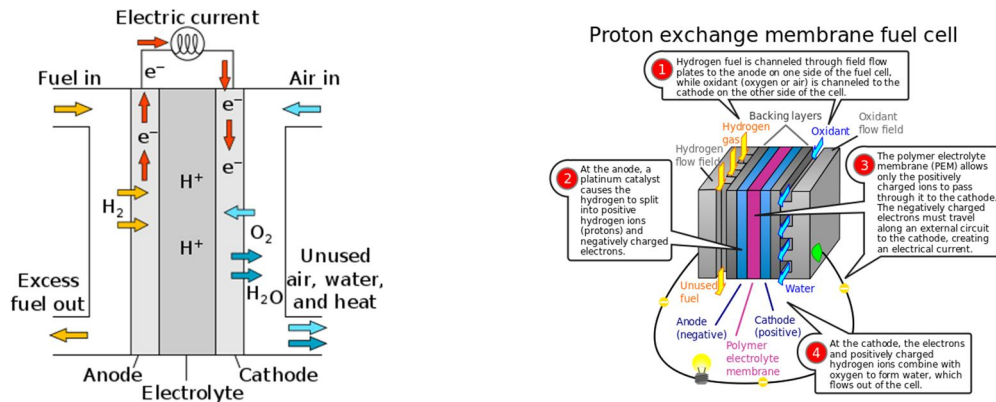 Electric current
e⁻
Fuel in
Air in
e⁻
e⁻
e⁻
H⁺
H₂
O₂
H⁺
Excess
fuel out
H₂O
Unused
air, water,
and heat
Anode
Cathode
Electrolyte
Proton exchange membrane fuel cell
1
Hydrogen fuel is channeled through field flow
plates to the anode on one side of the fuel cell,
while oxidant (oxygen or air) is channeled to the
cathode on the other side of the cell.
Backing layers
Hydrogen
gas
Oxidant
Oxidant
flow field
Hydrogen
flow field
2
At the anode, a
platinum catalyst
causes the
hydrogen to split
into positive
hydrogen ions
(protons) and
negatively charged
electrons.
3
The polymer electrolyte
membrane (PEM) allows
only the positively
charged ions to pass
through it to the cathode.
The negatively charged
electrons must travel
along an external circuit
to the cathode, creating
an electrical current.
Unused
fuel
Water
Anode
(negative)
Cathode
(positive)
Polymer
electrolyte
membrane
4
At the cathode, the electrons
and positively charged
hydrogen ions combine with
oxygen to form water, which
flows out of the cell.